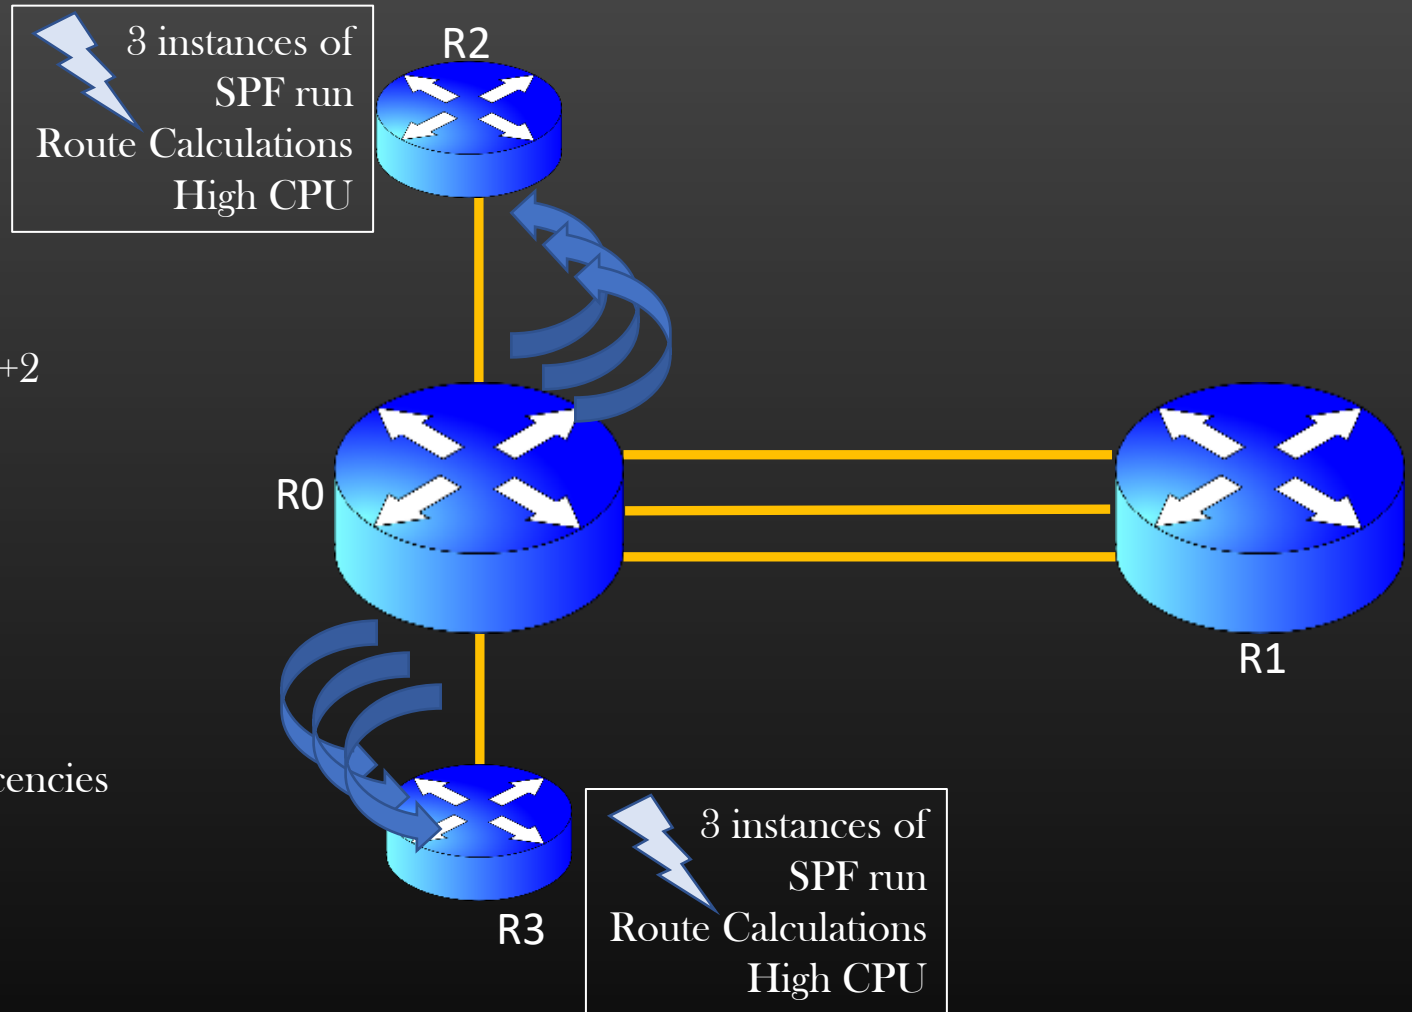 3 instances of
SPF run
Route Calculations
High CPU
R2
+2
R0
R1
cencies
3 instances of
SPF run
Route Calculations
High CPU
R3